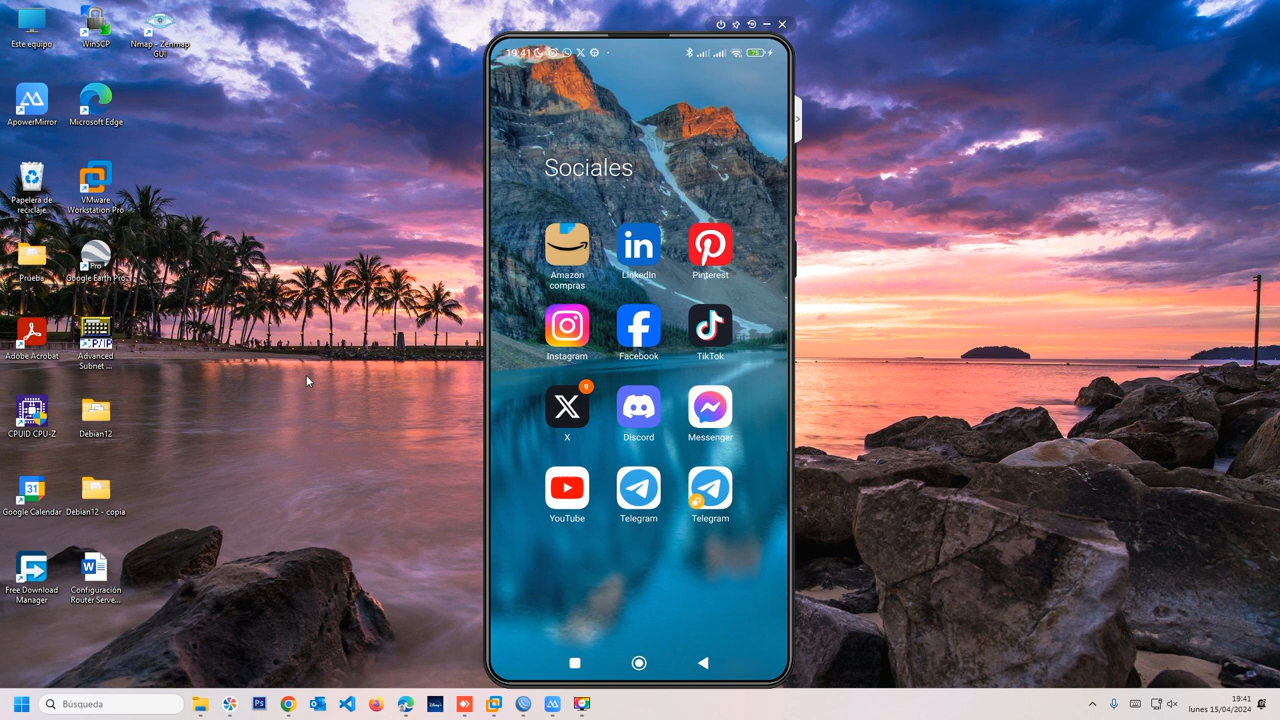 Este equipo
WinSCP
Nmap - Zenmap
GUI
ApowerMirror
Microsoft Edge
Papelera de
reciclaje
VMware
Workstation Pro
Prueba
Google Earth Pro
Adobe Acrobat
Advanced
Subnet ...
CPUID CPU-Z
Debian12
31
Google Calendar
Debian12 - copia
Free Download
Manager
Configuración
Router Serve...
19:41
75
Sociales
Amazon
compras
LinkedIn
Pinterest
Instagram
Facebook
TikTok
9
X
Discord
Messenger
YouTube
Telegram
Telegram
Búsqueda
19:41
lunes 15/04/2024